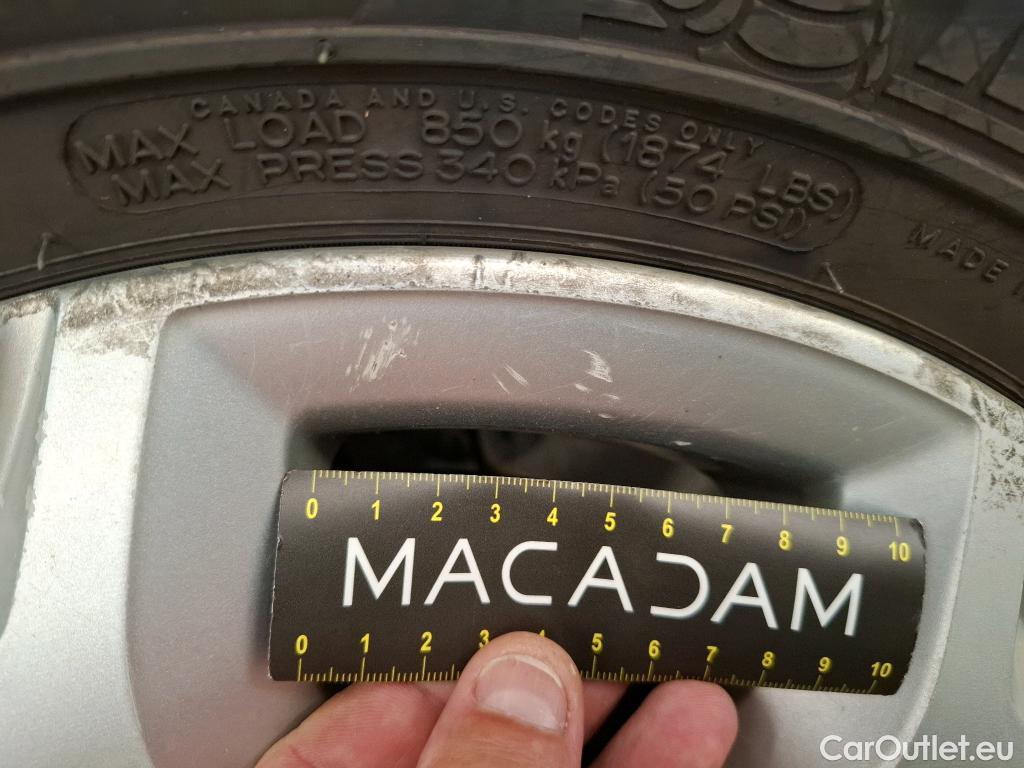 CANADA AND U.S. CODES ONLY
MAX LOAD 850 kg (1874 LBS)
MAX PRESS 340 kPa (50 PSI)
MADE
0 1 2 3 4 5 6 7 8 9 10
MACADAM
0 1 2 3 4 5 6 7 8 9 10
CarOutlet.eu